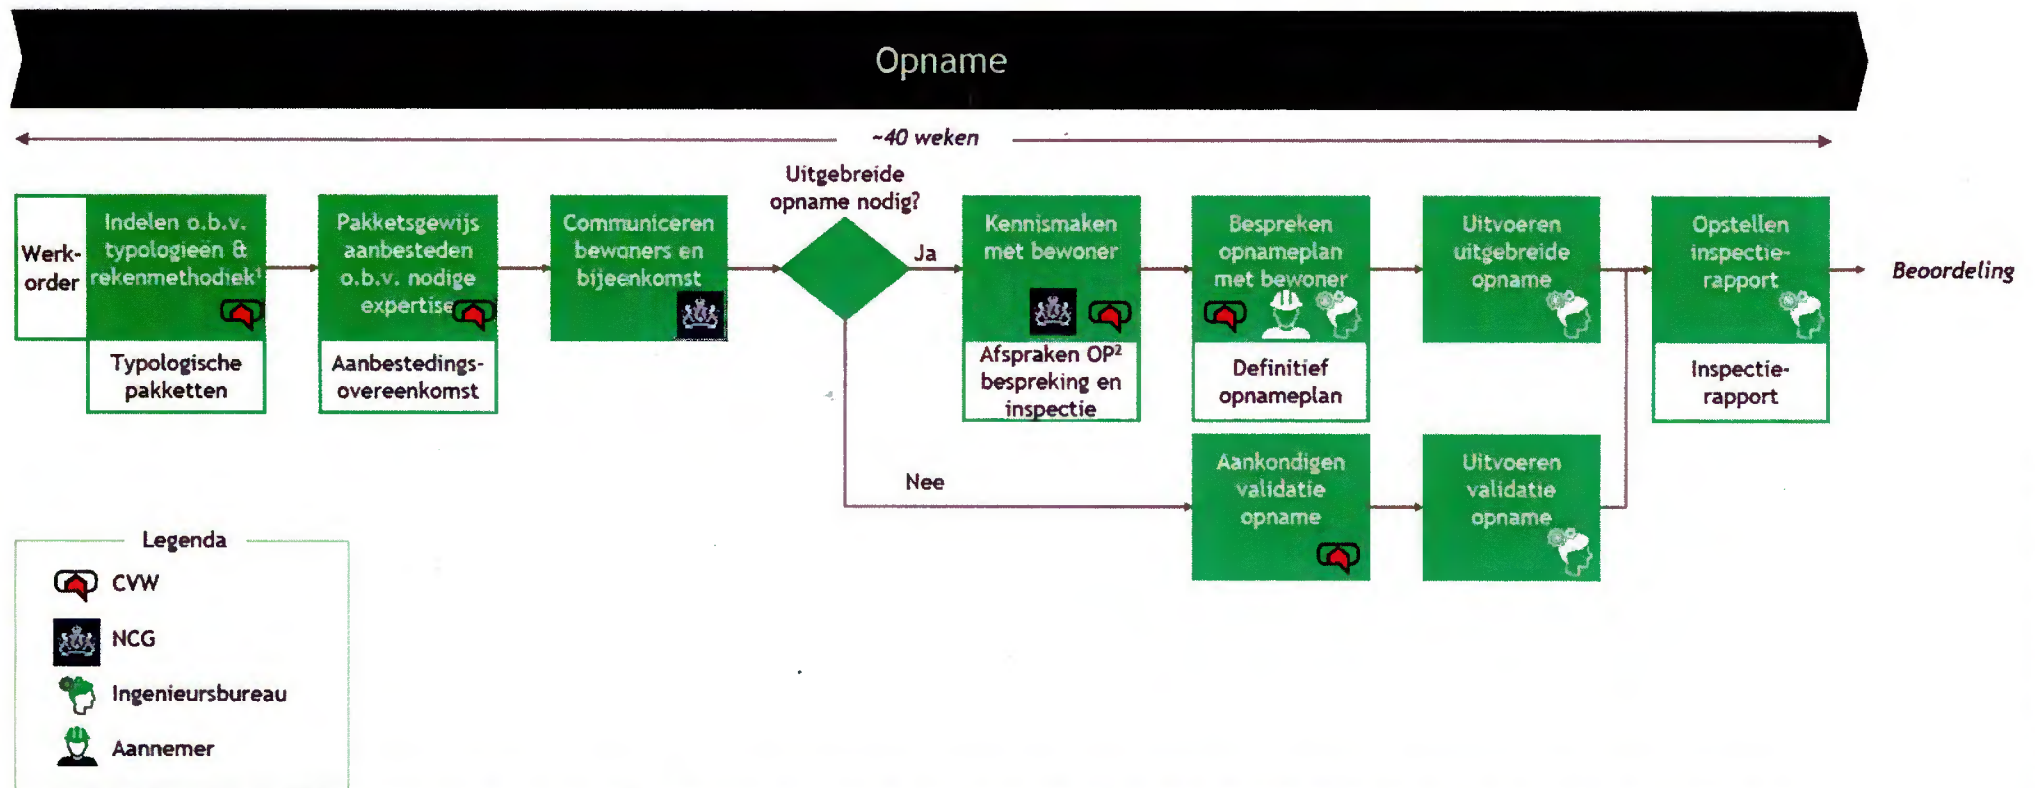 Opname
~40 weken
Werk-
order
Indelen o.b.v.
typologieën &
rekenmethodiek¹
Typologische
pakketten
Pakketsgewijs
aanbesteden
o.b.v. nodige
expertise
Aanbestedings-
overeenkomst
Communiceren
bewoners en
bijeenkomst
Uitgebreide
opname nodig?
Ja
Kennismaken
met bewoner
Afspraken OP²
bespreking en
inspectie
Bespreken
opnameplan
met bewoner
Definitief
opnameplan
Uitvoeren
uitgebreide
opname
Opstellen
inspectie-
rapport
Inspectie-
rapport
Beoordeling
Nee
Aankondigen
validatie
opname
Uitvoeren
validatie
opname
Legenda
CVW
NCG
Ingenieursbureau
Aannemer